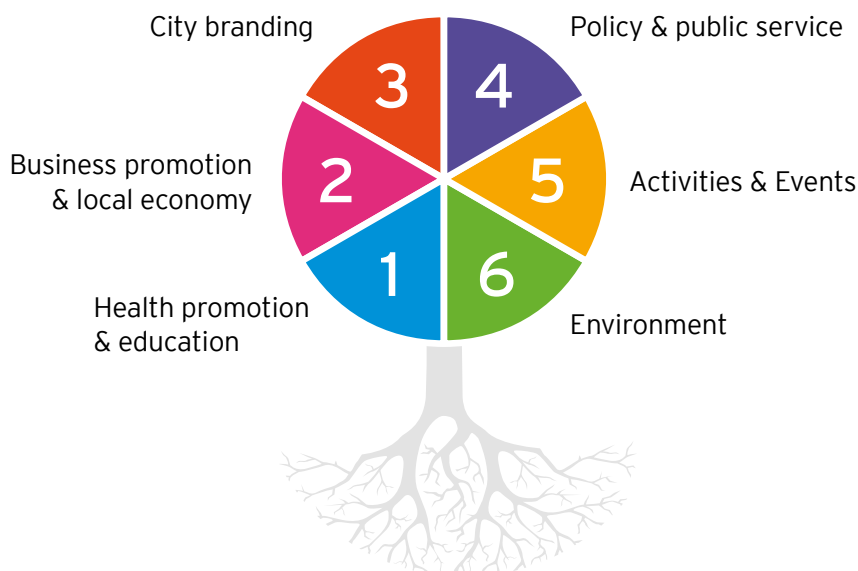 City branding
Policy & public service
3
4
Business promotion
& local economy
2
5
Activities & Events
1
6
Health promotion
& education
Environment